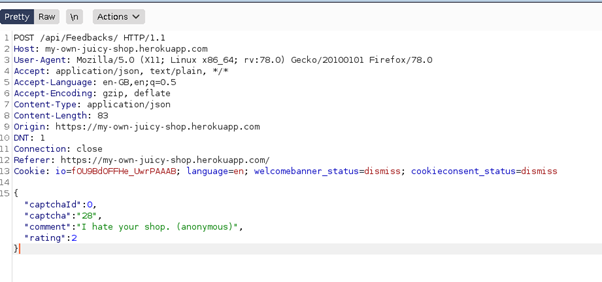 Pretty Raw \n Actions
1 POST /api/Feedbacks/ HTTP/1.1
2 Host: my-own-juicy-shop.herokuapp.com
3 User-Agent: Mozilla/5.0 (X11; Linux x86_64; rv:78.0) Gecko/20100101 Firefox/78.0
4 Accept: application/json, text/plain, */*
5 Accept-Language: en-GB,en;q=0.5
6 Accept-Encoding: gzip, deflate
7 Content-Type: application/json
8 Content-Length: 83
9 Origin: https://my-own-juicy-shop.herokuapp.com
10 DNT: 1
11 Connection: close
12 Referer: https://my-own-juicy-shop.herokuapp.com/
13 Cookie: io=fOU9BdOFFHe_UwrPAAAB; language=en; welcomebanner_status=dismiss; cookieconsent_status=dismiss
14
15 {
"captchaId":0,
"captcha":"28",
"comment":"I hate your shop. (anonymous)",
"rating":2
}